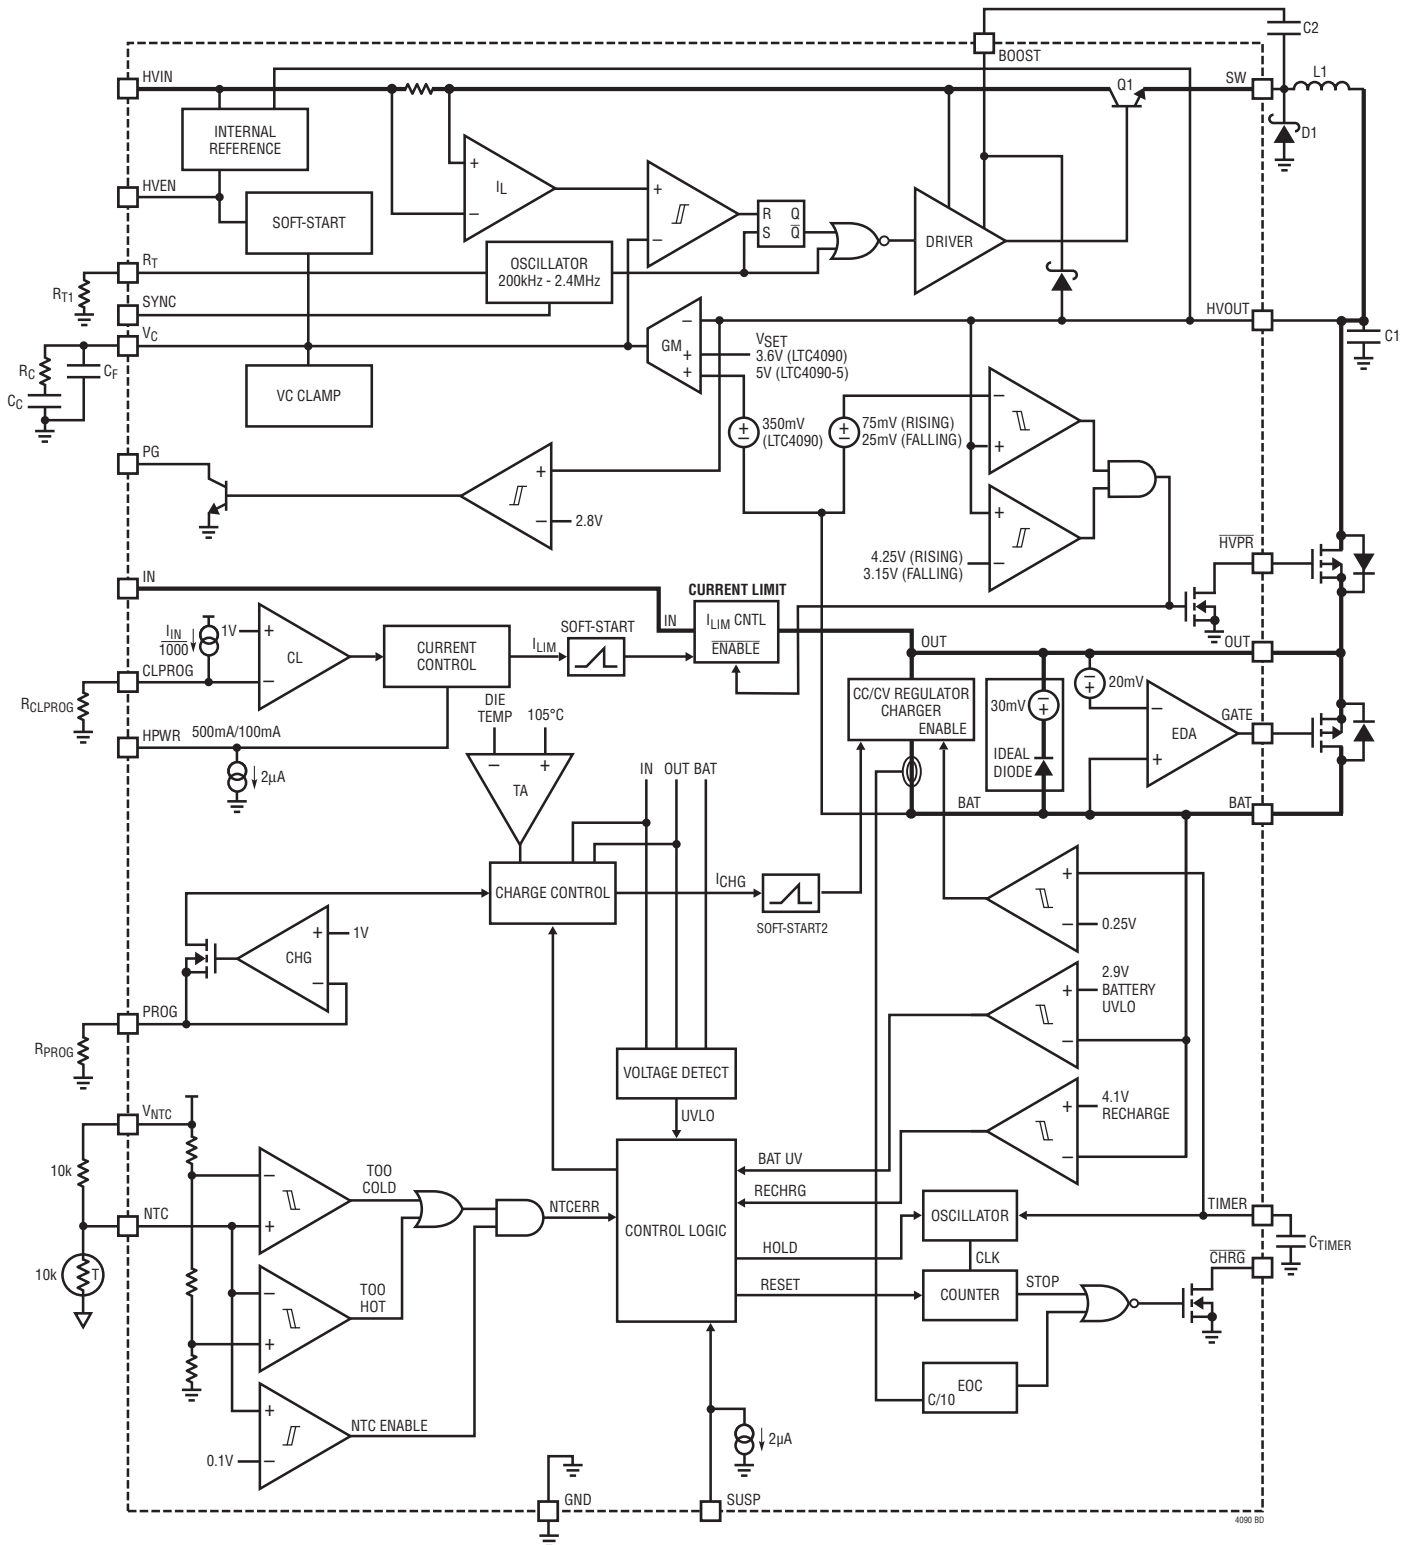 C2
BOOST
HVIN
SW
L1
Q1
D1
INTERNAL
REFERENCE
HVEN
SOFT-START
+
IL
–
+
–
R Q
S Q̅
DRIVER
RT
OSCILLATOR
200kHz - 2.4MHz
RT1
SYNC
VC
HVOUT
C1
–
GM
+
+
VSET
3.6V (LTC4090)
5V (LTC4090-5)
RC
CF
CC
VC CLAMP
+
–
350mV
(LTC4090)
+
–
75mV (RISING)
25mV (FALLING)
–
+
PG
+
–
2.8V
+
–
4.25V (RISING)
3.15V (FALLING)
H̅V̅P̅R̅
IN
CURRENT LIMIT
IN
ILIM CNTL
E̅N̅A̅B̅L̅E̅
IIN
1000
1V
+
CL
–
CURRENT
CONTROL
ILIM
SOFT-START
OUT
OUT
CLPROG
RCLPROG
CC/CV REGULATOR
CHARGER
ENABLE
–
+
30mV
IDEAL
DIODE
–
+
20mV
–
EDA
+
GATE
DIE
TEMP
105°C
HPWR
500mA/100mA
2µA
–
+
TA
IN OUT BAT
BAT
BAT
CHARGE CONTROL
ICHG
SOFT-START2
+
–
0.25V
+
1V
CHG
–
2.9V
BATTERY
UVLO
+
–
PROG
RPROG
VOLTAGE DETECT
UVLO
4.1V
RECHARGE
+
–
VNTC
10k
NTC
10k
T
–
+
TOO
COLD
–
+
TOO
HOT
NTCERR
CONTROL LOGIC
BAT UV
RECHRG
HOLD
RESET
OSCILLATOR
CLK
COUNTER
STOP
TIMER
CTIMER
C̅H̅R̅G̅
EOC
C/10
+
–
0.1V
NTC ENABLE
2µA
GND
SUSP
4090 BD